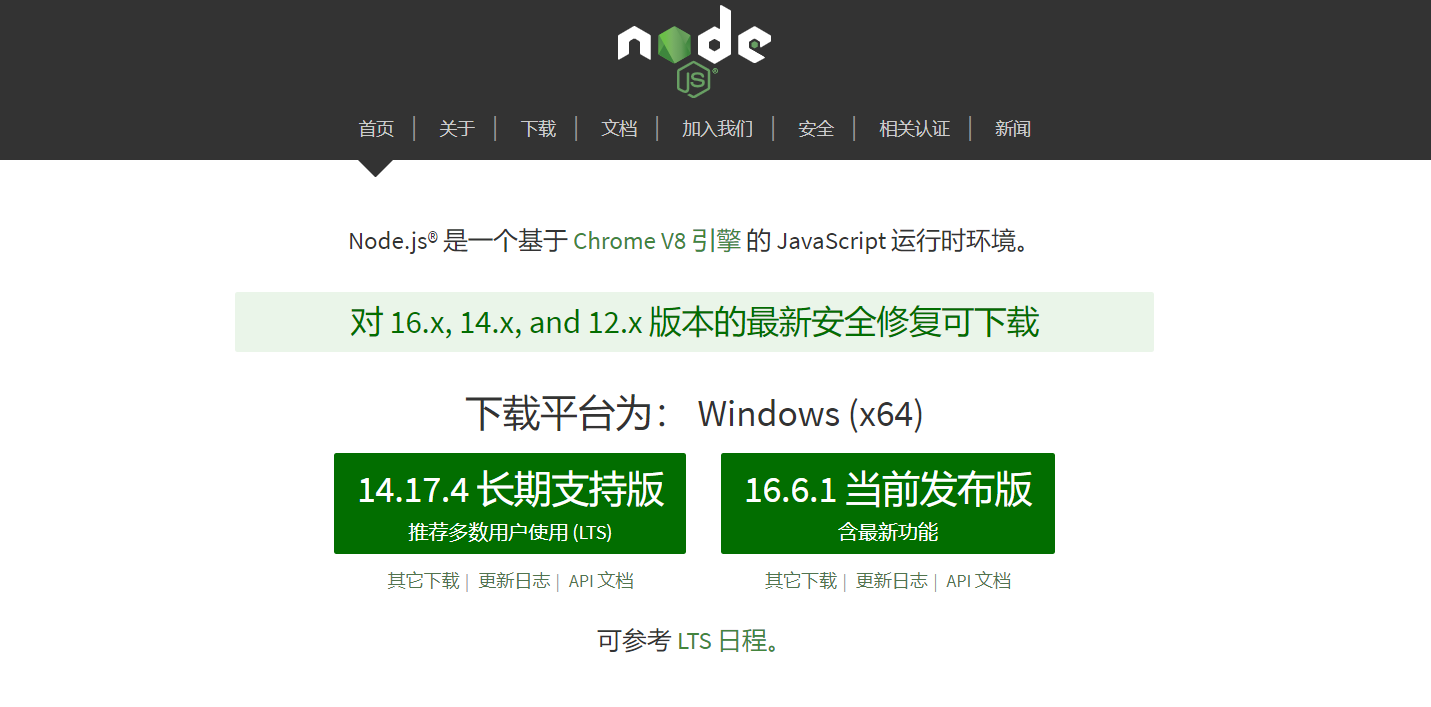 node
JS®
首页 | 关于 | 下载 | 文档 | 加入我们 | 安全 | 相关认证 | 新闻
Node.js® 是一个基于 Chrome V8 引擎 的 JavaScript 运行时环境。
对 16.x, 14.x, and 12.x 版本的最新安全修复可下载
下载平台为： Windows (x64)
14.17.4 长期支持版
推荐多数用户使用 (LTS)
其它下载 | 更新日志 | API 文档
16.6.1 当前发布版
含最新功能
其它下载 | 更新日志 | API 文档
可参考 LTS 日程。